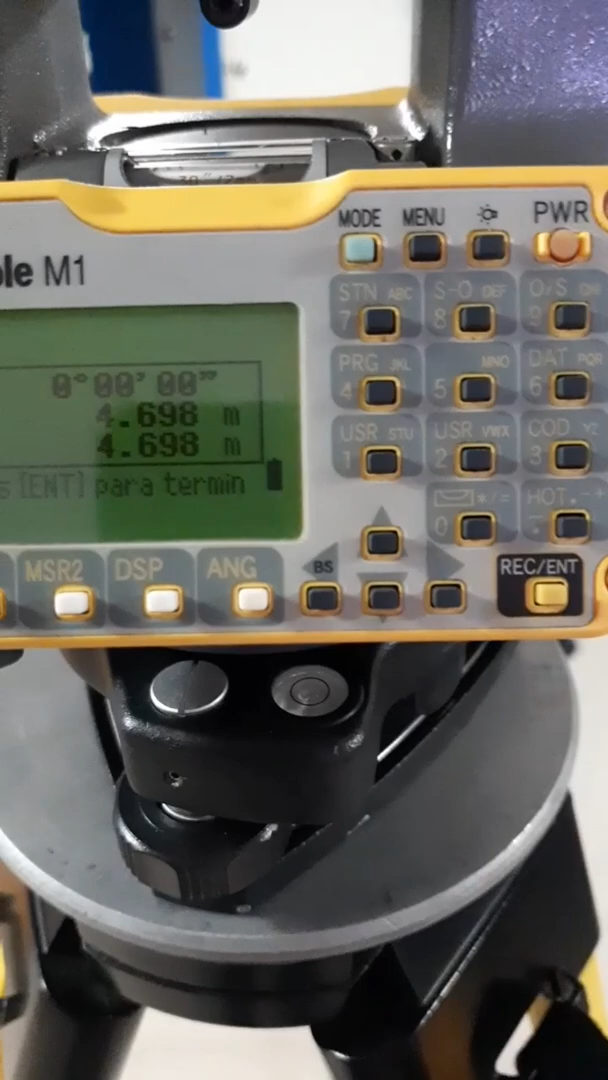 MODE MENU PWR
ole M1
STN ABC S-O DEF O/S GHI
7 8 9
0°00' 00"
4.698 m
4.698 m
s [ENT] para termin
PRG JKL MNO DAT PQR
4 5 6
USR STU USR VWX COD YZ
1 2 3
*/= HOT .-+
0
MSR2 DSP ANG BS REC/ENT